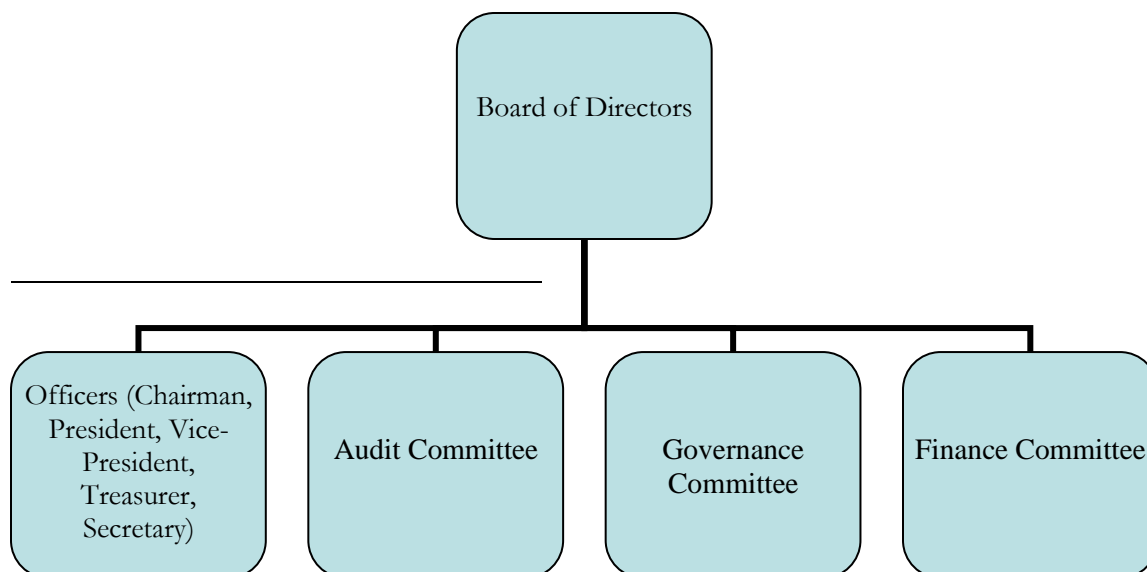 Board of Directors
Officers (Chairman,
President, Vice-
President,
Treasurer,
Secretary)
Audit Committee
Governance
Committee
Finance Committee